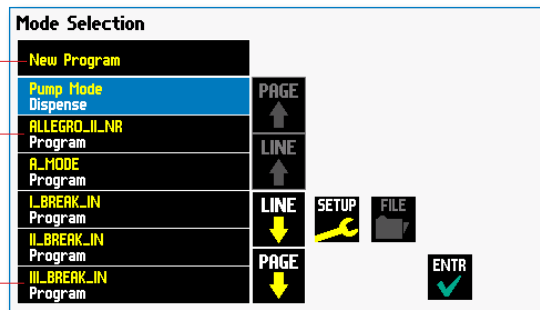 Mode Selection
New Program
Pump Mode
Dispense
ALLEGRO_II_NR
Program
A_MODE
Program
I_BREAK_IN
Program
II_BREAK_IN
Program
III_BREAK_IN
Program
PAGE
LINE
LINE
PAGE
SETUP
FILE
ENTR